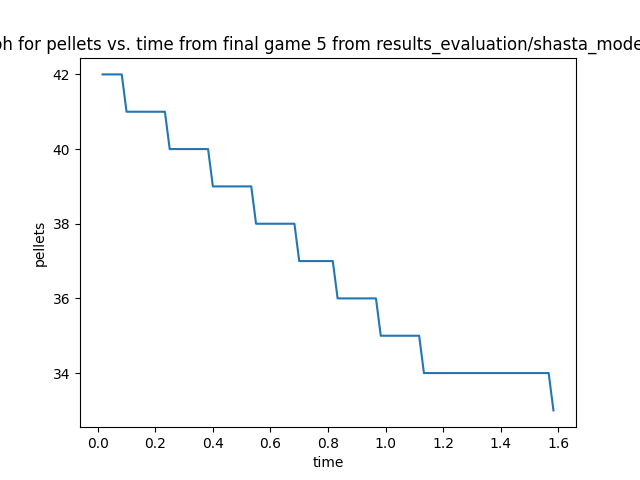 h for pellets vs. time from final game 5 from results_evaluation/shasta_mode
42
40
38
36
34
pellets
0.0 0.2 0.4 0.6 0.8 1.0 1.2 1.4 1.6
time